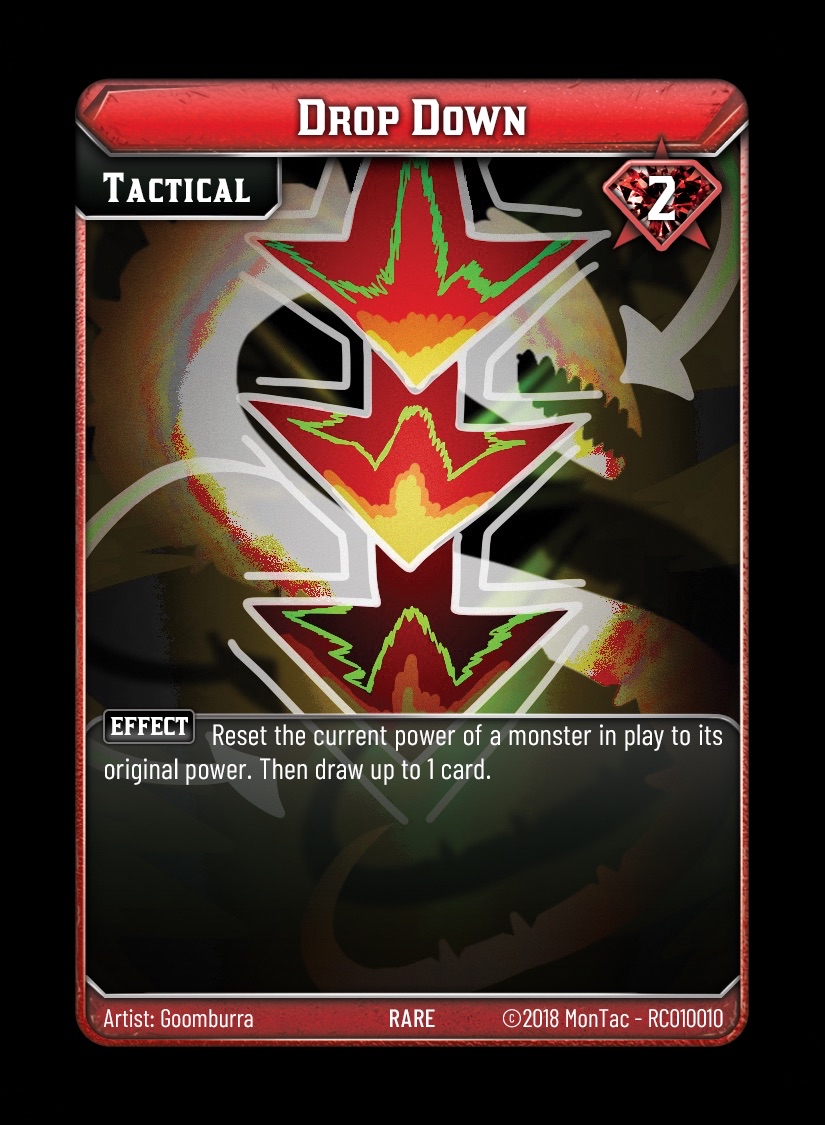 Drop Down
Tactical
2
EFFECT Reset the current power of a monster in play to its
original power. Then draw up to 1 card.
Artist: Goomburra RARE ©2018 MonTac - RC010010